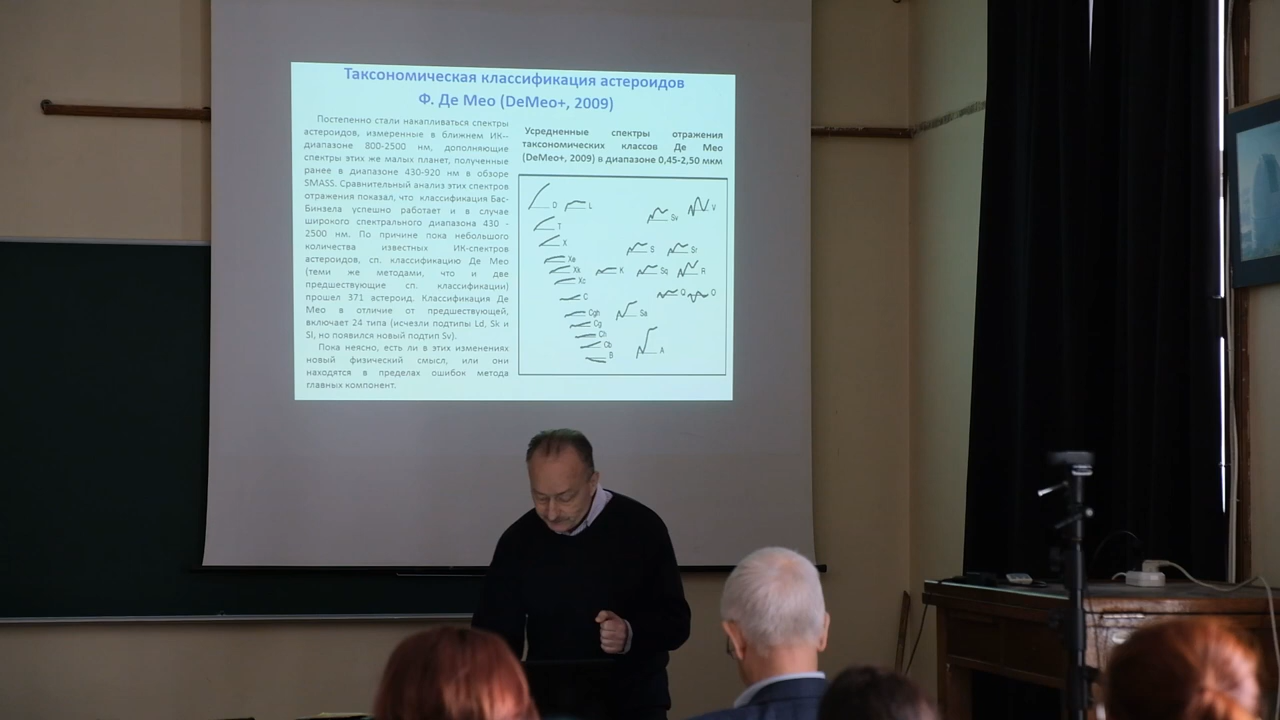 Таксономическая классификация астероидов
Ф. Де Мео (DeMeo+, 2009)
Постепенно стали накапливаться спектры
астероидов, измеренные в ближнем ИК--
диапазоне 800-2500 нм, дополняющие
спектры этих же малых планет, полученные
ранее в диапазоне 430-920 нм в обзоре
SMASS. Сравнительный анализ этих спектров
отражения показал, что классификация Бас-
Бинзела успешно работает и в случае
широкого спектрального диапазона 430 -
2500 нм. По причине пока небольшого
количества известных ИК-спектров
астероидов, сп. классификацию Де Мео
(теми же методами, что и две
предшествующие сп. классификации)
прошел 371 астероид. Классификация Де
Мео в отличие от предшествующей,
включает 24 типа (исчезли подтипы Ld, Sk и
Sl, но появился новый подтип Sv).
Пока неясно, есть ли в этих изменениях
новый физический смысл, или они
находятся в пределах ошибок метода
главных компонент.
Усредненные спектры отражения
таксономических классов Де Мео
(DeMeo+, 2009) в диапазоне 0,45-2,50 мкм
D L Sv V
T
X S Sr
Xe
Xk K Sq R
Xc
C Q O
Cgh Sa
Cg
Ch
Cb A
B